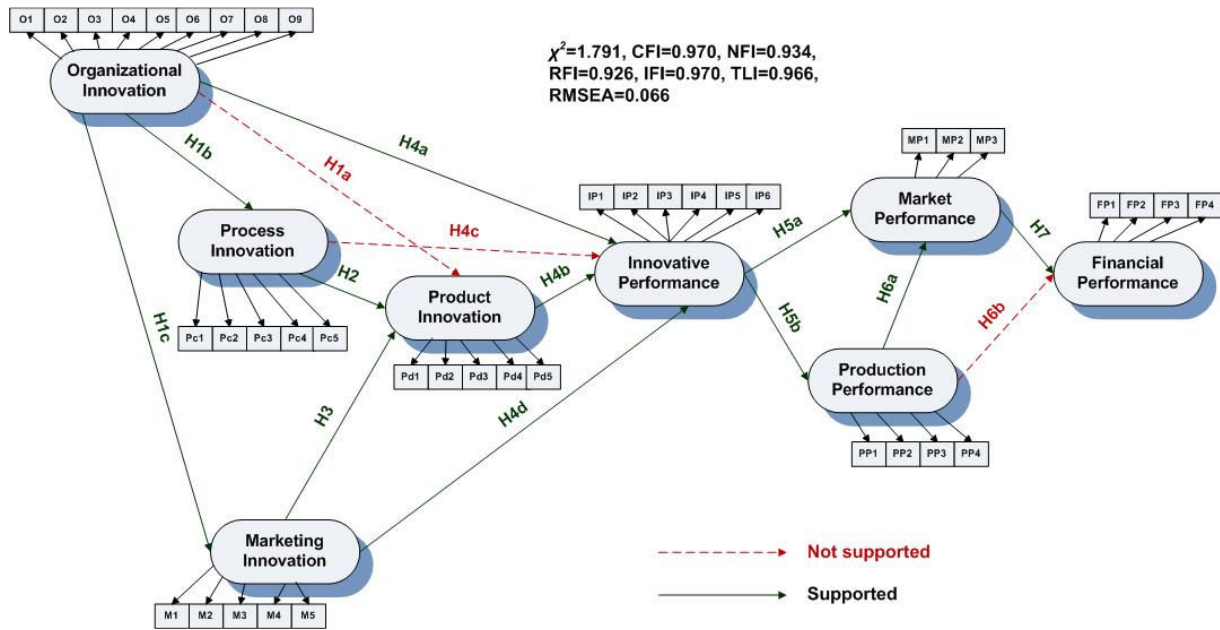 O1 O2 O3 O4 O5 O6 O7 O8 O9
Organizational
Innovation
χ²=1.791, CFI=0.970, NFI=0.934,
RFI=0.926, IFI=0.970, TLI=0.966,
RMSEA=0.066
H1b
H4a
H1a
MP1 MP2 MP3
Market
Performance
IP1 IP2 IP3 IP4 IP5 IP6
FP1 FP2 FP3 FP4
Process
Innovation
H4c
H5a
H7
Innovative
Performance
Financial
Performance
H2
H4b
Product
Innovation
H6a
H1c
H5b
H6b
Pc1 Pc2 Pc3 Pc4 Pc5
Pd1 Pd2 Pd3 Pd4 Pd5
Production
Performance
H3
H4d
PP1 PP2 PP3 PP4
Marketing
Innovation
Not supported
Supported
M1 M2 M3 M4 M5